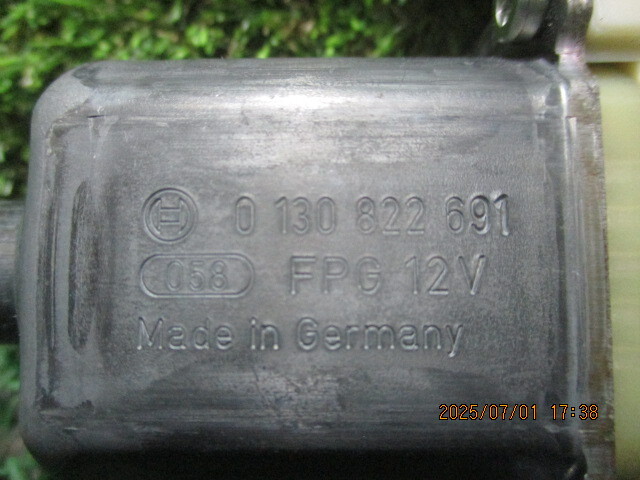 0 130 822 691
058 FPG 12V
Made in Germany
2025/07/01 17:38